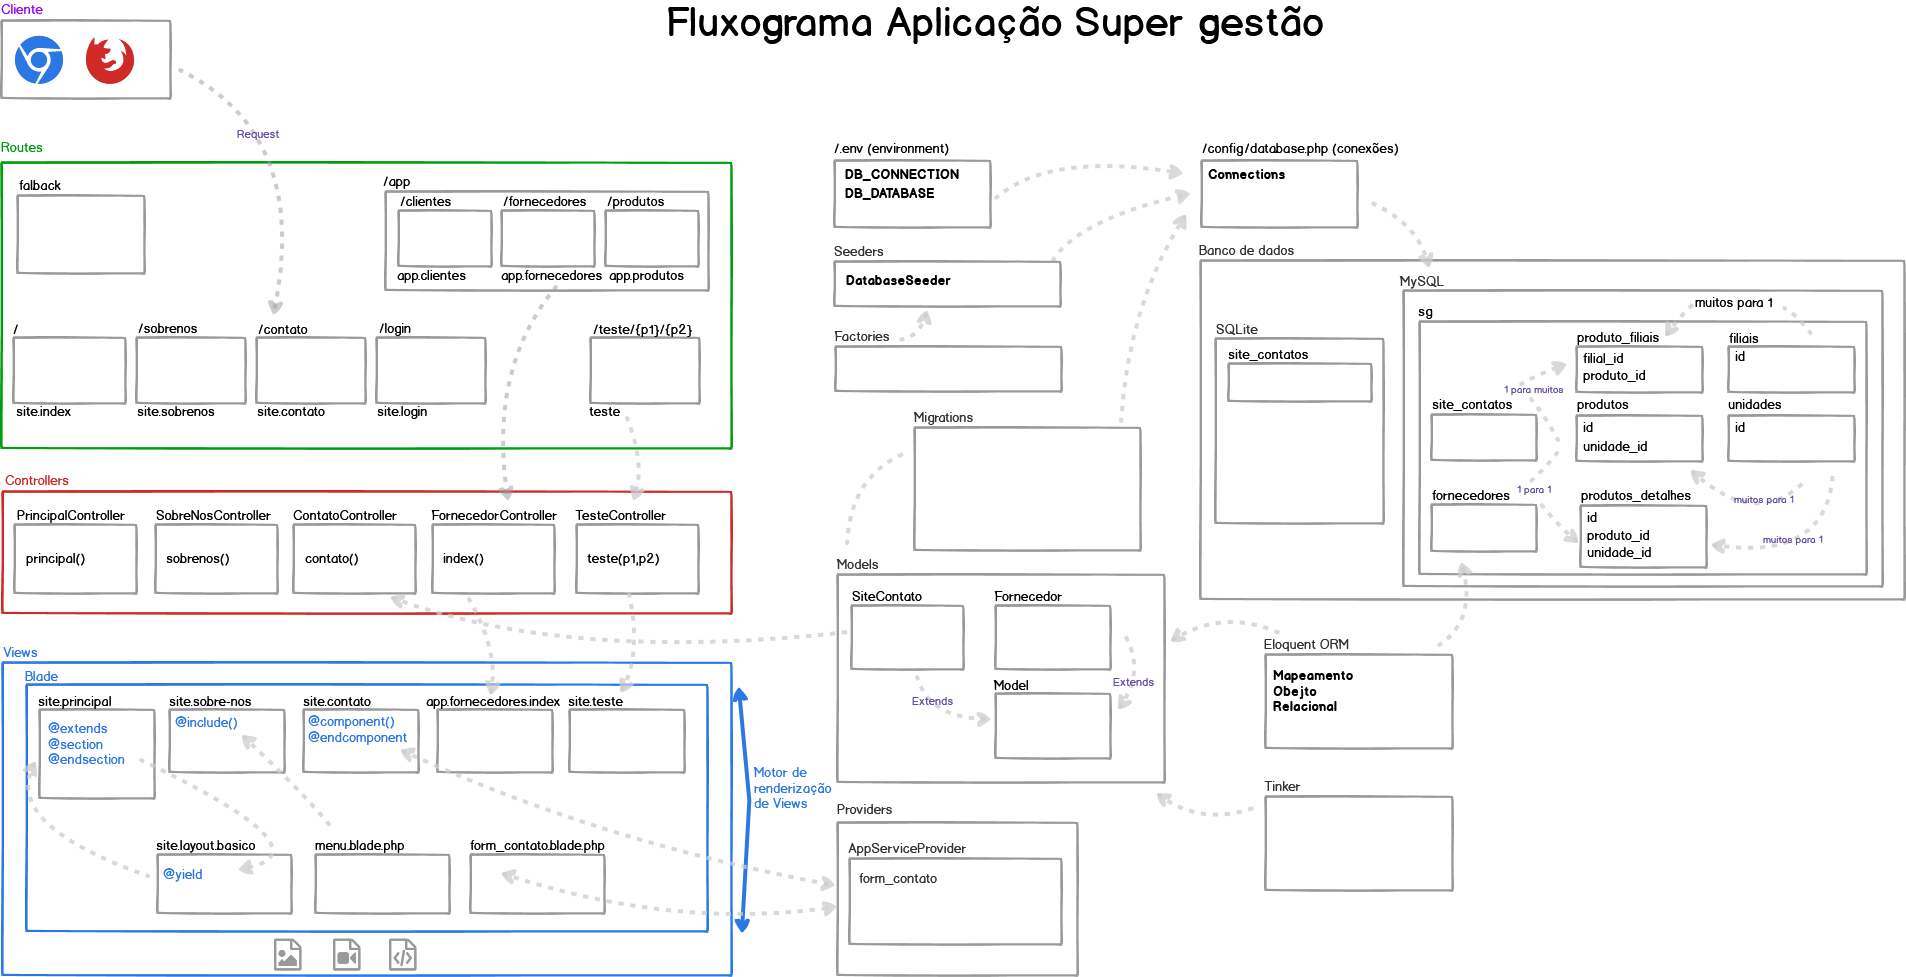 Fluxograma Aplicação Super gestão
Cliente
Request
Routes
falback
/app
/clientes
/fornecedores
/produtos
app.clientes
app.fornecedores
app.produtos
/
/sobrenos
/contato
/login
/teste/{p1}/{p2}
site.index
site.sobrenos
site.contato
site.login
teste
Controllers
PrincipalController
SobreNosController
ContatoController
FornecedorController
TesteController
principal()
sobrenos()
contato()
index()
teste(p1,p2)
Views
Blade
site.principal
site.sobre-nos
site.contato
app.fornecedores.index
site.teste
@extends
@section
@endsection
@include()
@component()
@endcomponent
Motor de
renderização
de Views
site.layout.basico
menu.blade.php
form_contato.blade.php
@yield
/.env (environment)
DB_CONNECTION
DB_DATABASE
Seeders
DatabaseSeeder
Factories
Migrations
Models
SiteContato
Fornecedor
Model
Extends
Extends
Providers
AppServiceProvider
form_contato
/config/database.php (conexões)
Connections
Banco de dados
SQLite
site_contatos
MySQL
sg
muitos para 1
produto_filiais
filial_id
produto_id
filiais
id
1 para muitos
site_contatos
produtos
id
unidade_id
unidades
id
fornecedores
1 para 1
produtos_detalhes
id
produto_id
unidade_id
muitos para 1
muitos para 1
Eloquent ORM
Mapeamento
Obejto
Relacional
Tinker